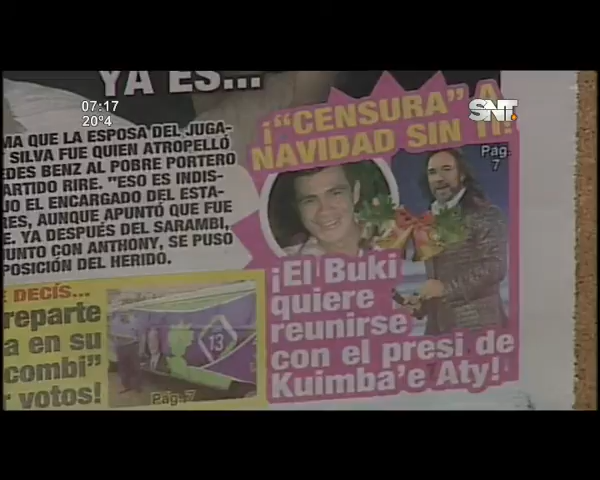 YA ES...
07:17
20°4
SNT.
MA QUE LA ESPOSA DEL JUGA-
SILVA FUE QUIEN ATROPELLÓ
EDES BENZ AL POBRE PORTERO
ARTIDO RIRE. "ESO ES INDIS-
JO EL ENCARGADO DEL ESTA-
RES, AUNQUE APUNTÓ QUE FUE
E. YA DESPUÉS DEL SARAMBI,
JUNTO CON ANTHONY, SE PUSO
POSICIÓN DEL HERIDO.
¡"CENSURA" A
NAVIDAD SIN TI!
Pág.
7
¡El Buki
quiere
reunirse
con el presi de
Kuimba'e Aty!
E DECÍS...
reparte
a en su
combi"
votos!
13
Pág. 7